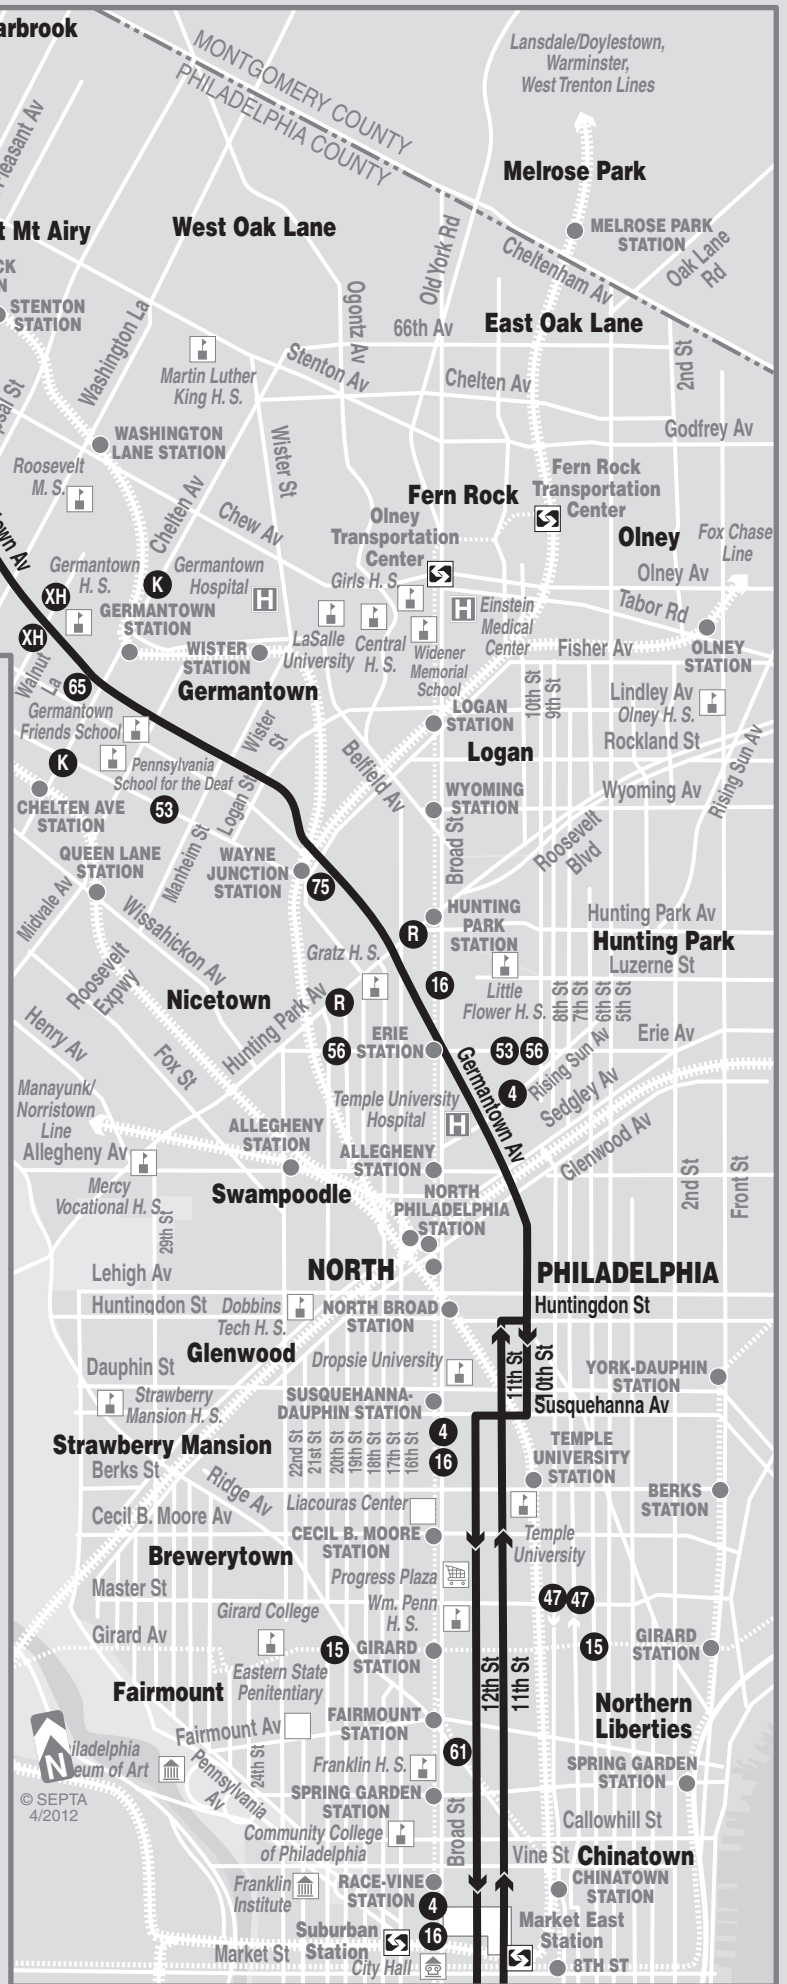 arbrook
MONTGOMERY COUNTY
PHILADELPHIA COUNTY
Lansdale/Doylestown,
Warminster,
West Trenton Lines
Pleasant Av
Melrose Park
t Mt Airy
West Oak Lane
MELROSE PARK
STATION
Old York Rd
Cheltenham Av
Oak Lane
Rd
CK
N
STENTON
STATION
Washington La
Ogontz Av
66th Av
East Oak Lane
Martin Luther
King H. S.
Stenton Av
Chelten Av
2nd St
sal St
Godfrey Av
WASHINGTON
LANE STATION
Wister St
Roosevelt
M. S.
Chelten Av
Chew Av
Fern Rock
Fern Rock
Transportation
Center
Olney
Transportation
Center
Olney
Fox Chase
Line
own Av
Germantown
H. S.
K
Germantown
Hospital
H
Girls H. S.
Olney Av
XH
GERMANTOWN
STATION
H
Einstein
Medical
Center
Tabor Rd
XH
WISTER
STATION
LaSalle
University
Central
H. S.
Widener
Memorial
School
Fisher Av
OLNEY
STATION
Walnut
La
65
Germantown
10th St
9th St
Lindley Av
Olney H. S.
Germantown
Friends School
LOGAN
STATION
Wister
St
Logan
Rockland St
K
Pennsylvania
School for the Deaf
Belfield Av
Rising Sun Av
CHELTEN AVE
STATION
53
Logan St
WYOMING
STATION
Wyoming Av
Manheim St
Broad St
Roosevelt
Blvd
QUEEN LANE
STATION
WAYNE
JUNCTION
STATION
75
Midvale Av
Wissahickon Av
R
HUNTING
PARK
STATION
Hunting Park Av
Hunting Park
Gratz H. S.
Luzerne St
Roosevelt
Expwy
Nicetown
R
Hunting Park Av
16
Little
Flower H. S.
8th St
7th St
6th St
5th St
Henry Av
Fox St
56
ERIE
STATION
53
56
Erie Av
Germantown Av
Rising Sun Av
4
Sedgley Av
Manayunk/
Norristown
Line
Temple University
Hospital
H
Glenwood Av
ALLEGHENY
STATION
Allegheny Av
ALLEGHENY
STATION
Mercy
Vocational H. S.
Swampoodle
NORTH
PHILADELPHIA
STATION
2nd St
Front St
29th St
Lehigh Av
NORTH
PHILADELPHIA
Huntingdon St
Dobbins
Tech H. S.
NORTH BROAD
STATION
Huntingdon St
Glenwood
Dropsie University
11th St
10th St
Dauphin St
YORK-DAUPHIN
STATION
Strawberry
Mansion H. S.
SUSQUEHANNA-
DAUPHIN STATION
Susquehanna Av
4
Strawberry Mansion
22nd St
21st St
20th St
19th St
18th St
17th St
16th St
16
TEMPLE
UNIVERSITY
STATION
Berks St
Ridge Av
BERKS
STATION
Liacouras Center
Cecil B. Moore Av
CECIL B. MOORE
STATION
Temple
University
Brewerytown
Progress Plaza
Master St
Wm. Penn
H. S.
47
47
Girard College
Girard Av
15
GIRARD
STATION
15
GIRARD
STATION
Eastern State
Penitentiary
12th St
11th St
Fairmount
Northern
Liberties
Fairmount Av
FAIRMOUNT
STATION
N
iladelphia
eum of Art
Pennsylvania
Av
24th St
Franklin H. S.
61
SPRING GARDEN
STATION
© SEPTA
4/2012
SPRING GARDEN
STATION
Broad St
Callowhill St
Community College
of Philadelphia
Vine St
Chinatown
Franklin
Institute
RACE-VINE
STATION
CHINATOWN
STATION
4
Suburban
Station
16
Market East
Station
Market St
City Hall
8TH ST